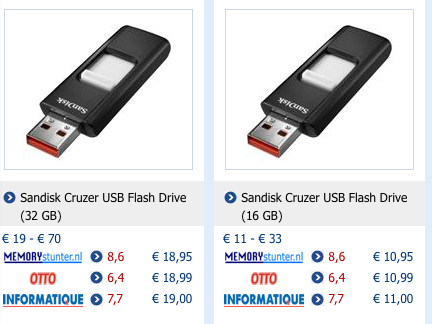 SanDisk
Sandisk Cruzer USB Flash Drive
(32 GB)
€ 19 - € 70
MEMORYstunter.nl 8,6 € 18,95
OTTO 6,4 € 18,99
INFORMATIQUE 7,7 € 19,00
SanDisk
Sandisk Cruzer USB Flash Drive
(16 GB)
€ 11 - € 33
MEMORYstunter.nl 8,6 € 10,95
OTTO 6,4 € 10,99
INFORMATIQUE 7,7 € 11,00